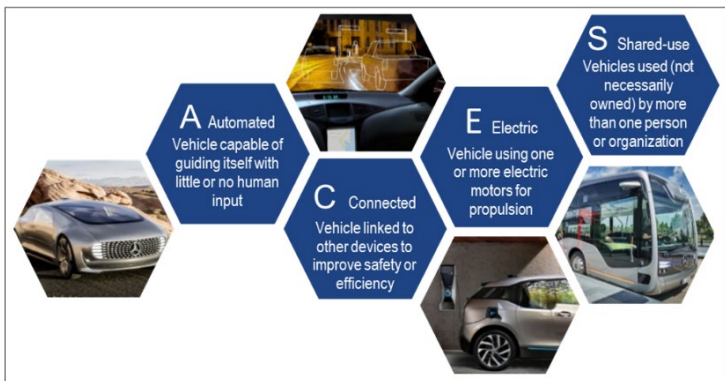 A Automated
Vehicle capable of
guiding itself with
little or no human
input
C Connected
Vehicle linked to
other devices to
improve safety or
efficiency
E Electric
Vehicle using one
or more electric
motors for
propulsion
S Shared-use
Vehicles used (not
necessarily
owned) by more
than one person
or organization